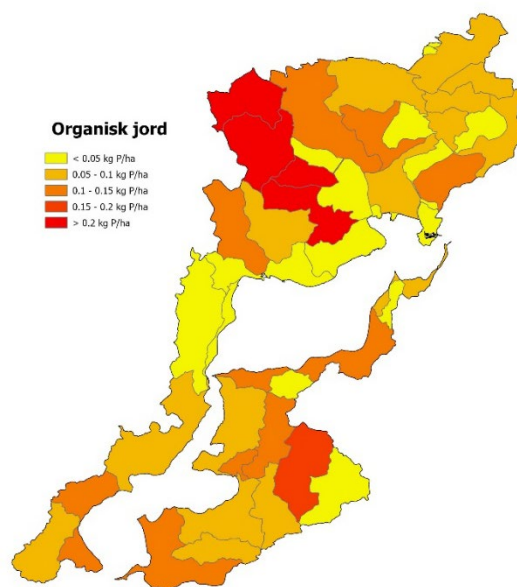 Organisk jord
< 0.05 kg P/ha
0.05 - 0.1 kg P/ha
0.1 - 0.15 kg P/ha
0.15 - 0.2 kg P/ha
> 0.2 kg P/ha